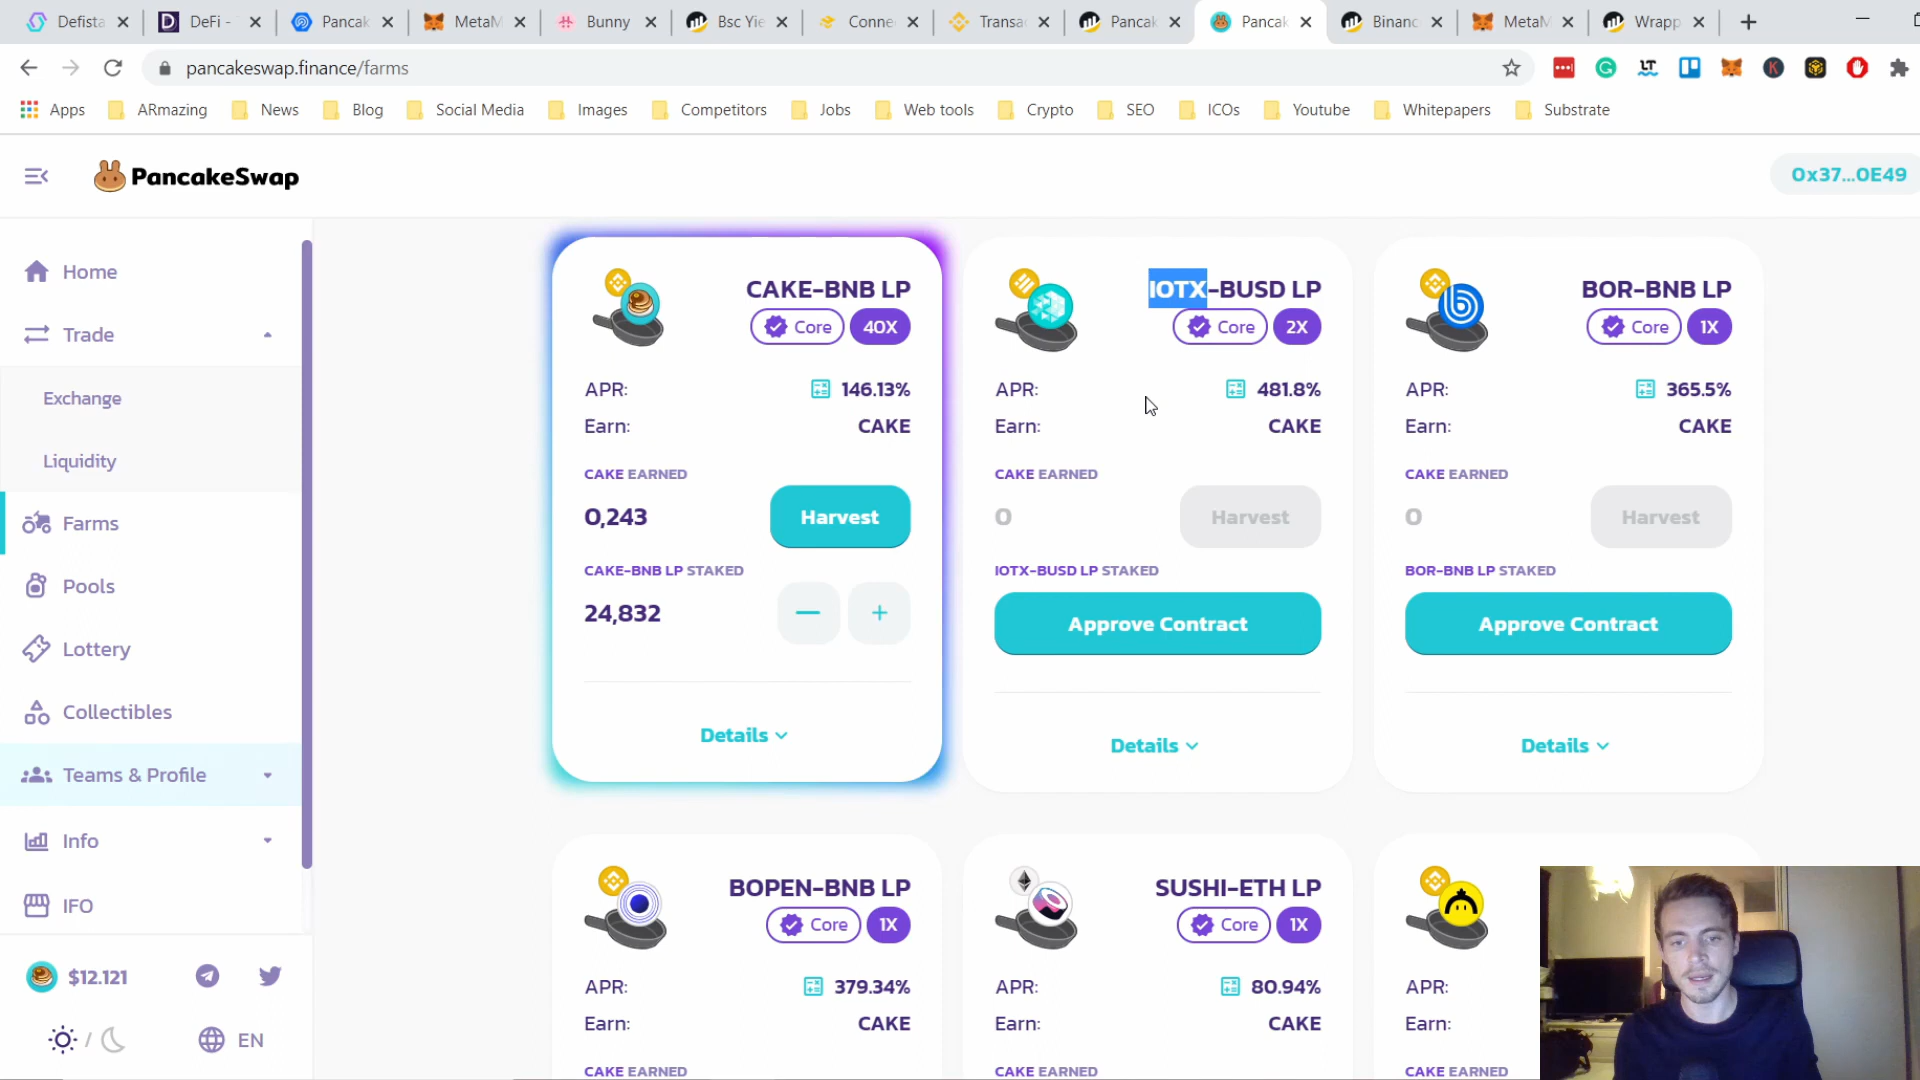 Defista
DeFi -
Pancak
MetaM
Bunny
Bsc Yie
Conne
Transa
Pancak
Pancak
Binanc
MetaM
Wrapp
pancakeswap.finance/farms
Apps
ARmazing
News
Blog
Social Media
Images
Competitors
Jobs
Web tools
Crypto
SEO
ICOs
Youtube
Whitepapers
Substrate
PancakeSwap
0x37...0E49
Home
Trade
Exchange
Liquidity
Farms
Pools
Lottery
Collectibles
Teams & Profile
Info
IFO
$12.121
/
EN
CAKE-BNB LP
Core 40X
APR: 146.13%
Earn: CAKE
CAKE EARNED
0,243 Harvest
CAKE-BNB LP STAKED
24,832
Details
IOTX-BUSD LP
Core 2X
APR: 481.8%
Earn: CAKE
CAKE EARNED
0 Harvest
IOTX-BUSD LP STAKED
Approve Contract
Details
BOR-BNB LP
Core 1X
APR: 365.5%
Earn: CAKE
CAKE EARNED
0 Harvest
BOR-BNB LP STAKED
Approve Contract
Details
BOPEN-BNB LP
Core 1X
APR: 379.34%
Earn: CAKE
CAKE EARNED
SUSHI-ETH LP
Core 1X
APR: 80.94%
Earn: CAKE
CAKE EARNED
APR:
Earn:
CAKE EARNED